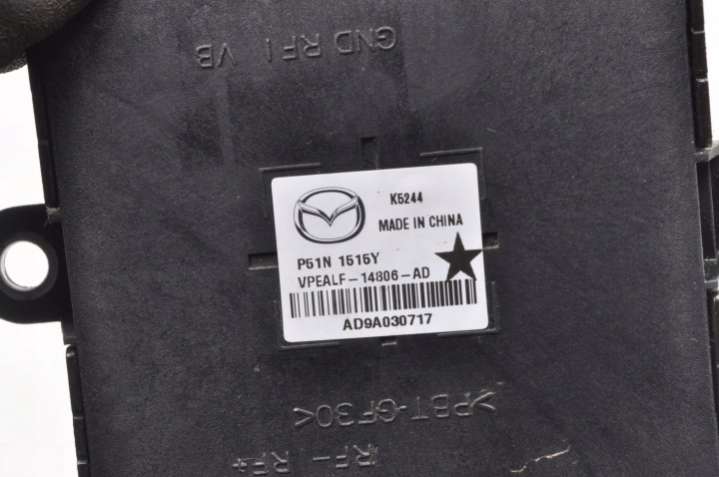 GND RF1 VB
K5244
MADE IN CHINA
P51N 1515Y
VPEALF-14806-AD
AD9A030717
>PBT-GF30<
RF- RF+